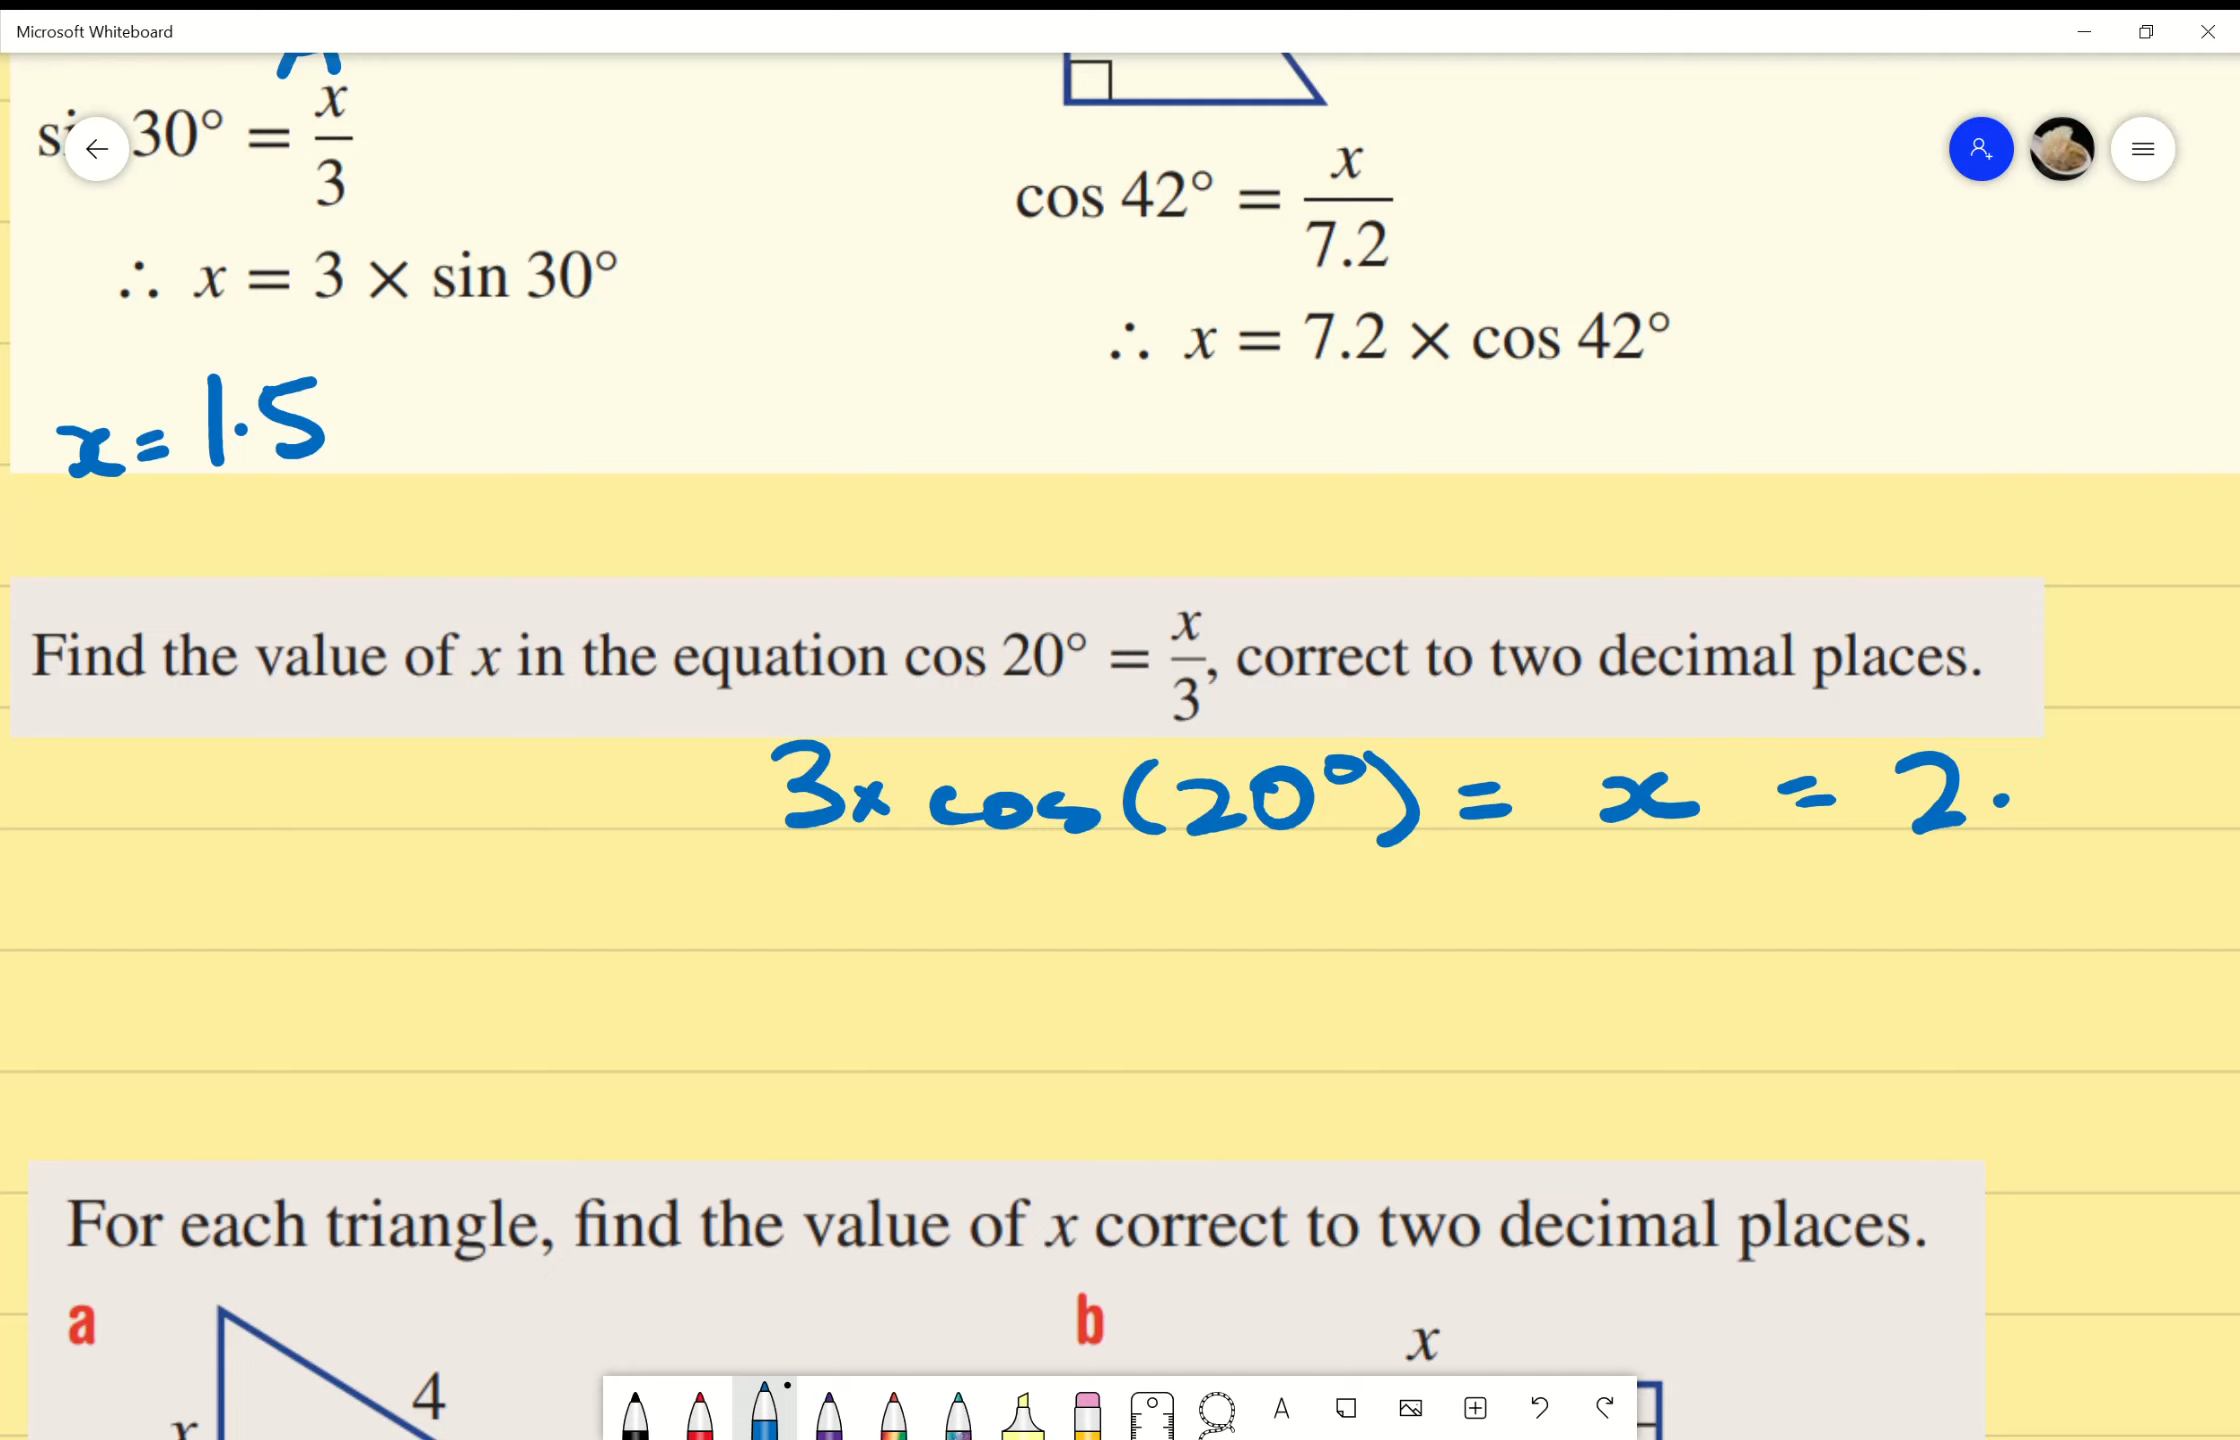 Microsoft Whiteboard
sin 30° = x/3
∴ x = 3 × sin 30°
x = 1.5
cos 42° = x/7.2
∴ x = 7.2 × cos 42°
Find the value of x in the equation cos 20° = x/3, correct to two decimal places.
3 × cos(20°) = x = 2.
For each triangle, find the value of x correct to two decimal places.
a
4
x
b
x
A